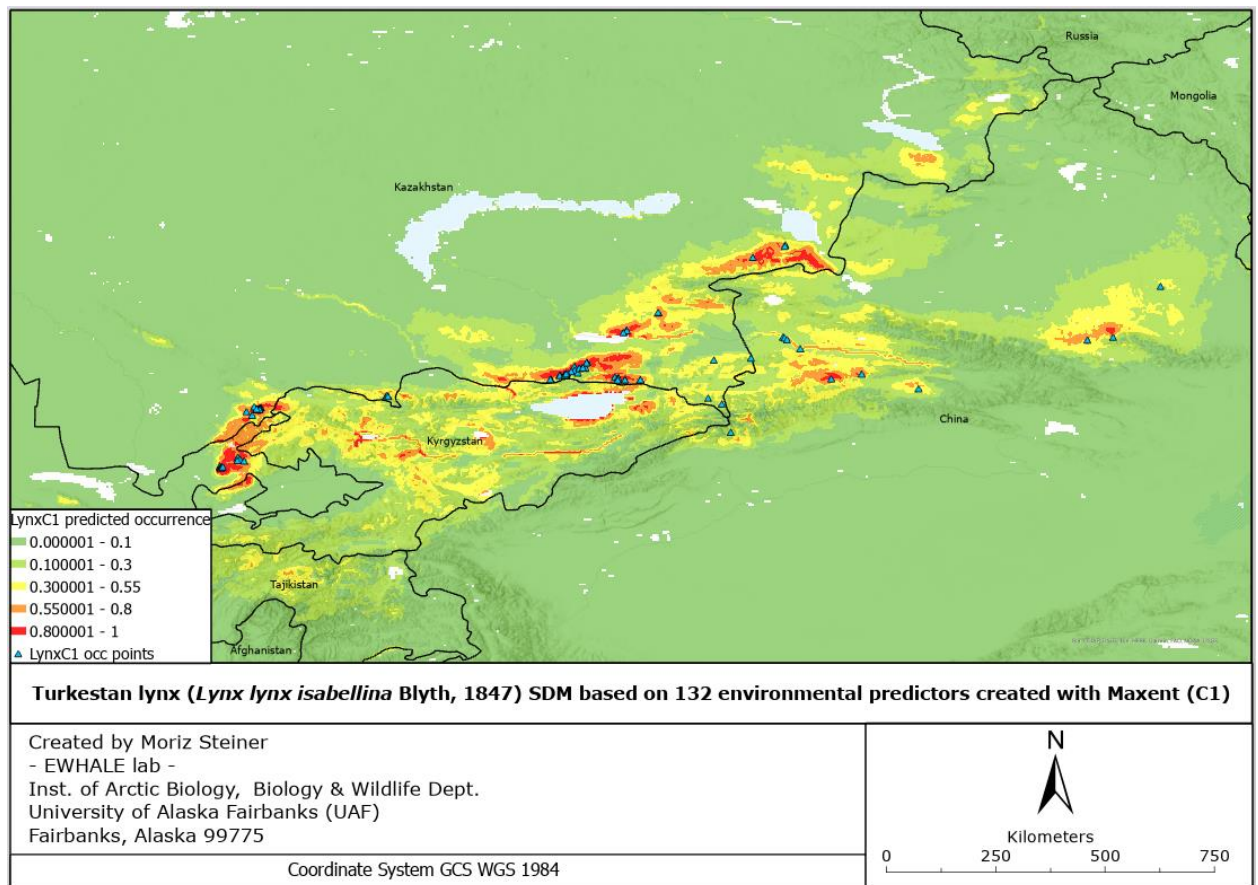 Russia
Mongolia
Kazakhstan
Kyrgyzstan
China
Tajikistan
Afghanistan
LynxC1 predicted occurrence
0.000001 - 0.1
0.100001 - 0.3
0.300001 - 0.55
0.550001 - 0.8
0.800001 - 1
LynxC1 occ points
Turkestan lynx (Lynx lynx isabellina Blyth, 1847) SDM based on 132 environmental predictors created with Maxent (C1)
Created by Moriz Steiner
- EWHALE lab -
Inst. of Arctic Biology, Biology & Wildlife Dept.
University of Alaska Fairbanks (UAF)
Fairbanks, Alaska 99775
Coordinate System GCS WGS 1984
N
Kilometers
0 250 500 750